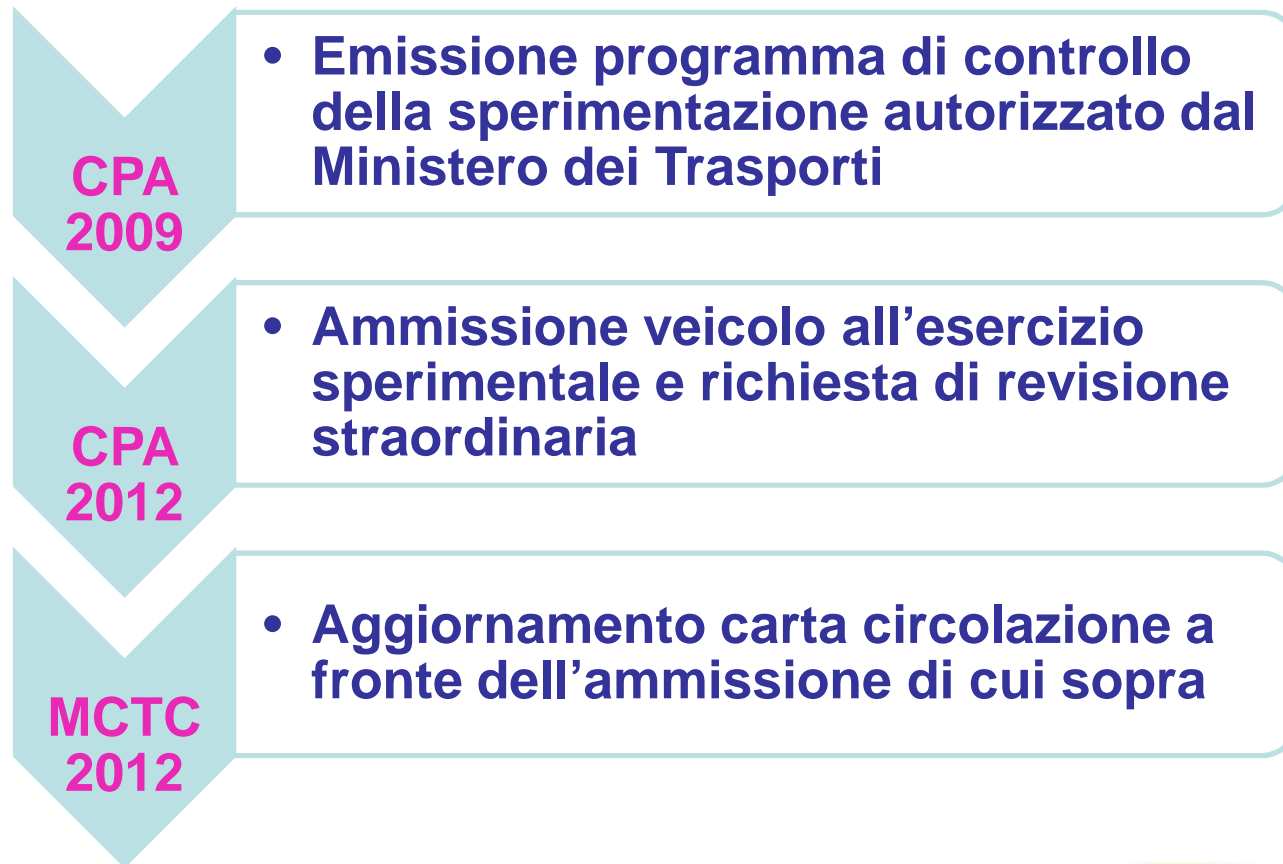 CPA
2009
• Emissione programma di controllo
della sperimentazione autorizzato dal
Ministero dei Trasporti
CPA
2012
• Ammissione veicolo all’esercizio
sperimentale e richiesta di revisione
straordinaria
MCTC
2012
• Aggiornamento carta circolazione a
fronte dell’ammissione di cui sopra